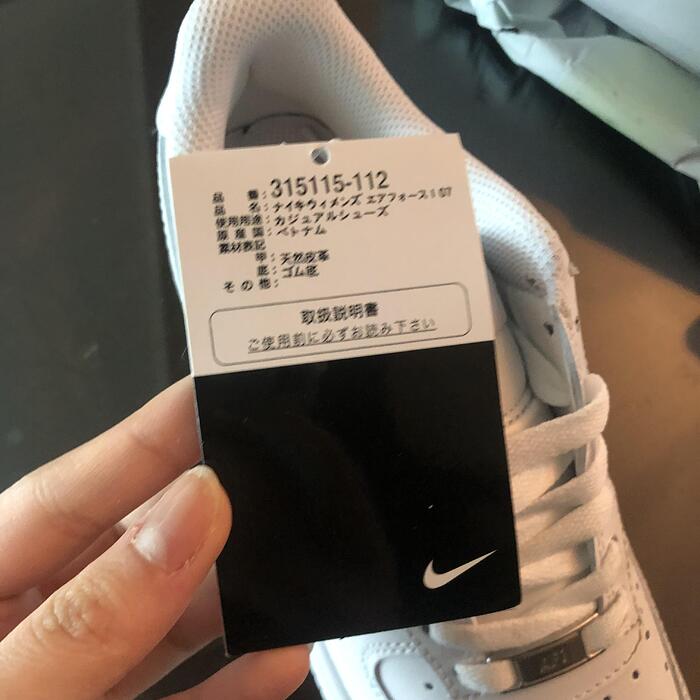 品　番：315115-112
品　名：ナイキウィメンズ エアフォース1 07
使用用途：カジュアルシューズ
原 産 国：ベトナム
素材表記
甲：天然皮革
底：ゴム底
そ の 他：
取扱説明書
ご使用前に必ずお読み下さい
AF1